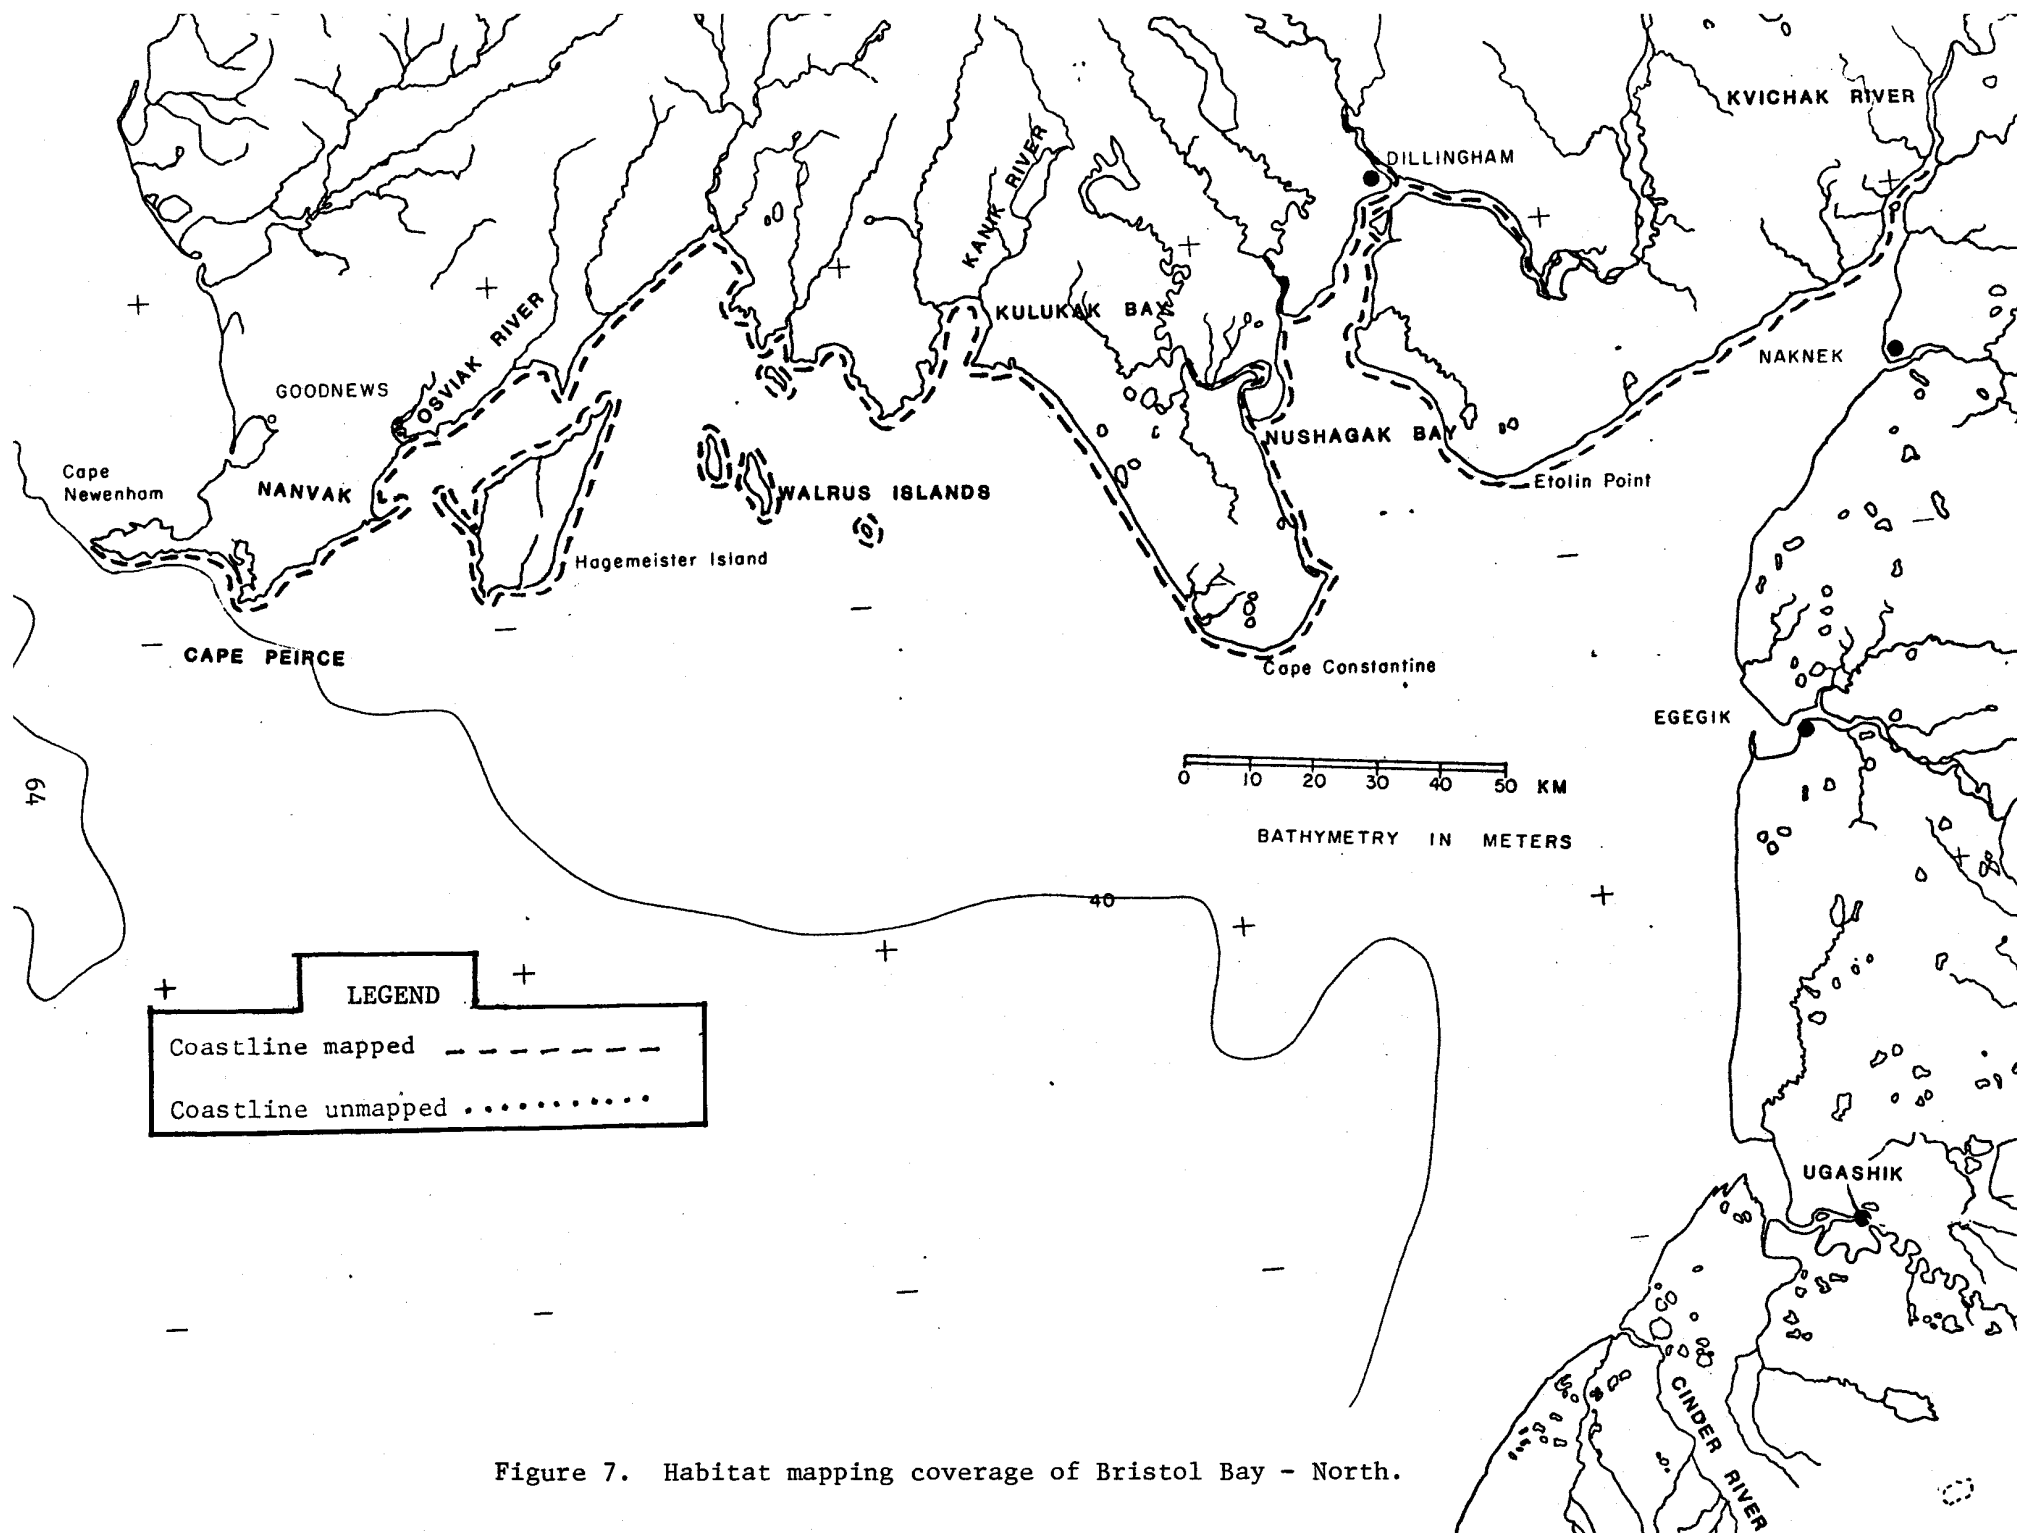 KVICHAK RIVER
DILLINGHAM
KANIK RIVER
KULUKAK BAY
OSVIAK RIVER
GOODNEWS
NAKNEK
Cape
Newenham
NANVAK
NUSHAGAK BAY
Etolin Point
WALRUS ISLANDS
Hagemeister Island
CAPE PEIRCE
Cape Constantine
EGEGIK
64
0 10 20 30 40 50 KM
BATHYMETRY IN METERS
40
LEGEND
Coastline mapped
Coastline unmapped
UGASHIK
CINDER RIVER
Figure 7. Habitat mapping coverage of Bristol Bay - North.